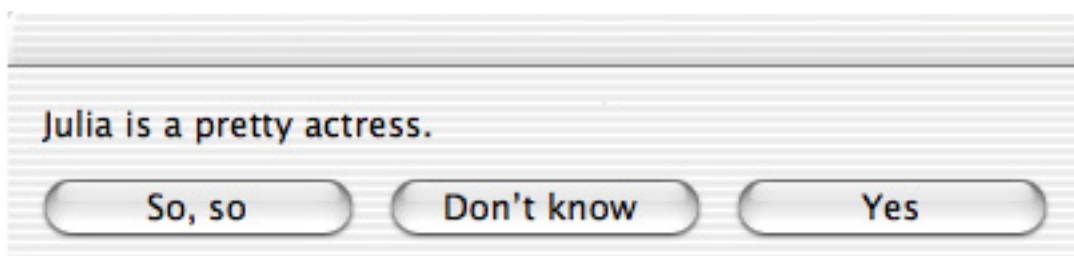 Julia is a pretty actress.
So, so Don't know Yes